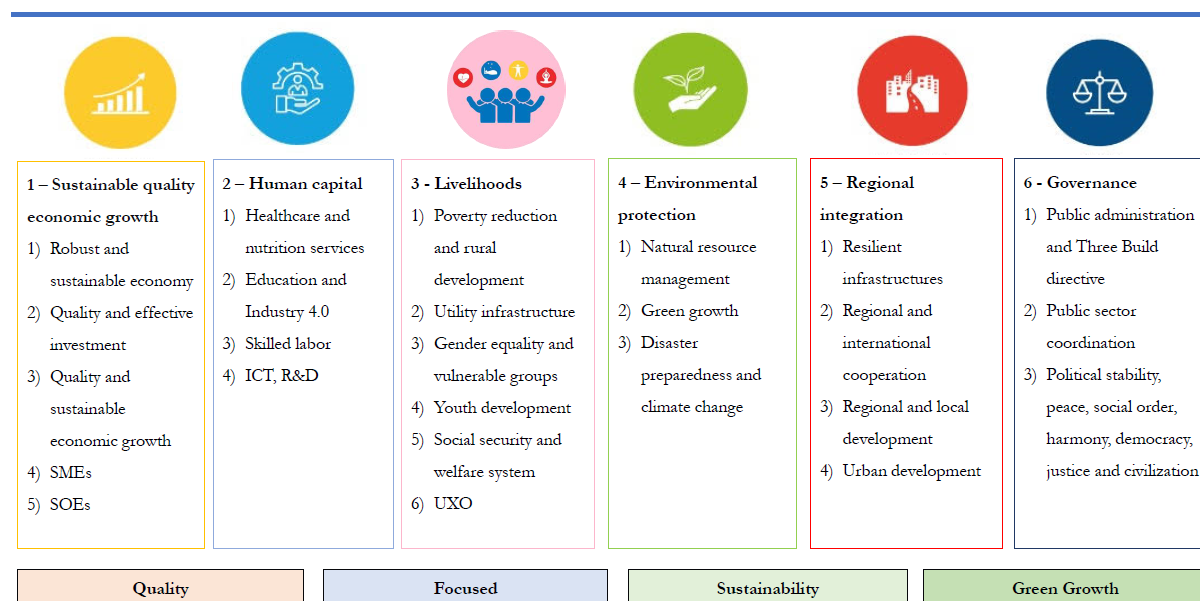 1 – Sustainable quality
economic growth
1) Robust and
sustainable economy
2) Quality and effective
investment
3) Quality and
sustainable
economic growth
4) SMEs
5) SOEs
2 – Human capital
1) Healthcare and
nutrition services
2) Education and
Industry 4.0
3) Skilled labor
4) ICT, R&D
3 - Livelihoods
1) Poverty reduction
and rural
development
2) Utility infrastructure
3) Gender equality and
vulnerable groups
4) Youth development
5) Social security and
welfare system
6) UXO
4 – Environmental
protection
1) Natural resource
management
2) Green growth
3) Disaster
preparedness and
climate change
5 – Regional
integration
1) Resilient
infrastructures
2) Regional and
international
cooperation
3) Regional and local
development
4) Urban development
6 - Governance
1) Public administration
and Three Build
directive
2) Public sector
coordination
3) Political stability,
peace, social order,
harmony, democracy,
justice and civilization
Quality
Focused
Sustainability
Green Growth